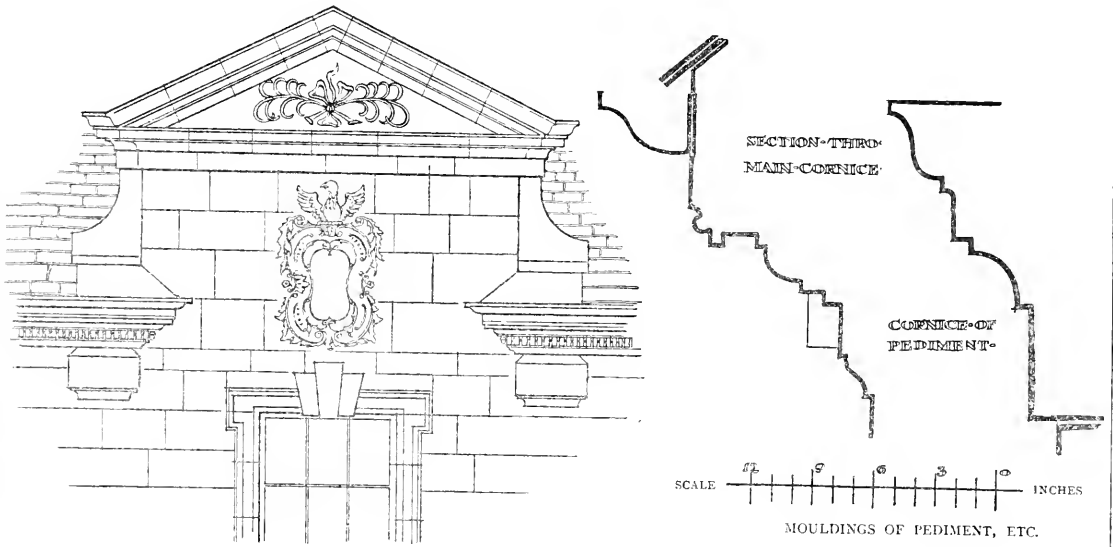 SECTION·THRO·
MAIN·CORNICE·
CORNICE·OF
PEDIMENT·
12 9 6 3 0
SCALE INCHES
MOULDINGS OF PEDIMENT, ETC.